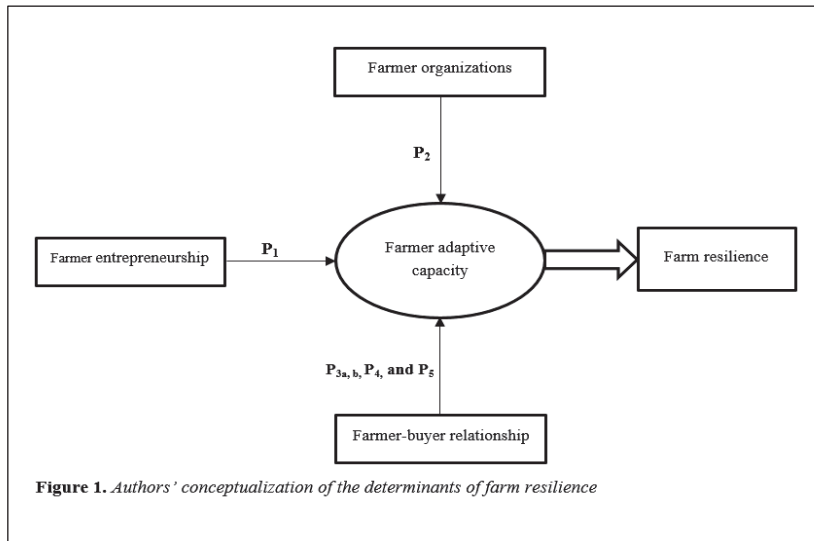 Farmer organizations
P2
Farmer entrepreneurship
P1
Farmer adaptive
capacity
Farm resilience
P3a, b, P4, and P5
Farmer-buyer relationship
Figure 1. Authors’ conceptualization of the determinants of farm resilience